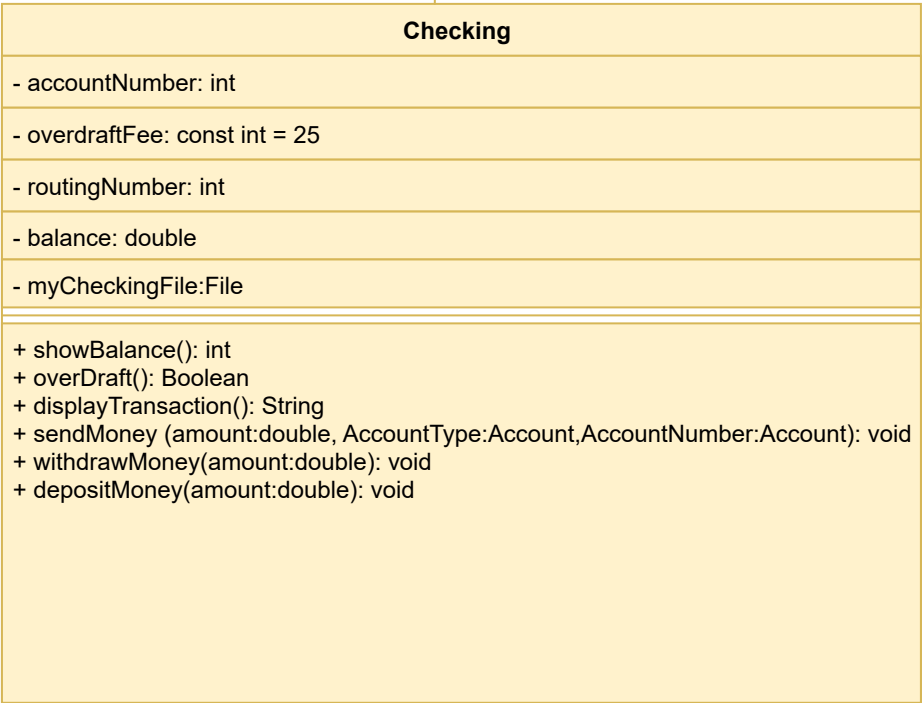 Checking
- accountNumber: int
- overdraftFee: const int = 25
- routingNumber: int
- balance: double
- myCheckingFile:File
+ showBalance(): int
+ overDraft(): Boolean
+ displayTransaction(): String
+ sendMoney (amount:double, AccountType:Account,AccountNumber:Account): void
+ withdrawMoney(amount:double): void
+ depositMoney(amount:double): void